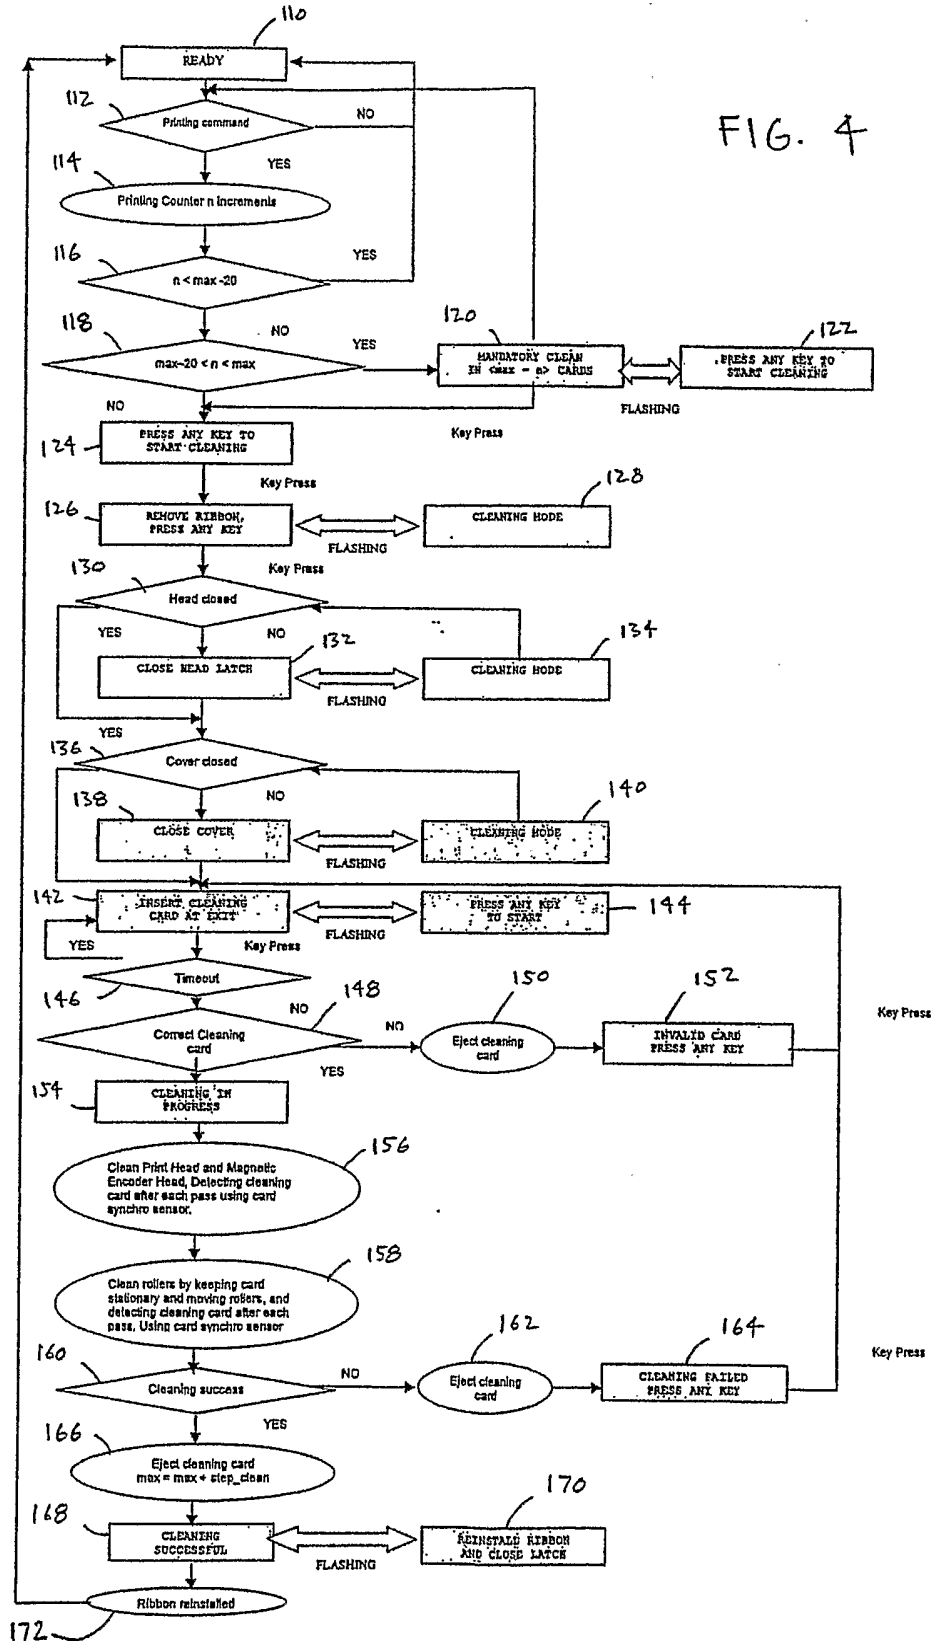 110
READY
FIG. 4
112
Printing command
NO
YES
114
Printing Counter n increments
116
YES
n < max -20
NO
118
YES
max-20 < n < max
120
MANDATORY CLEAN
IN <max - n> CARDS
122
PRESS ANY KEY TO
START CLEANING
FLASHING
NO
Key Press
124
PRESS ANY KEY TO
START CLEANING
Key Press
126
REMOVE RIBBON,
PRESS ANY KEY
FLASHING
128
CLEANING MODE
Key Press
130
Head closed
YES
NO
132
CLOSE HEAD LATCH
FLASHING
134
CLEANING MODE
YES
136
Cover closed
NO
138
CLOSE COVER
FLASHING
140
CLEANING MODE
142
INSERT CLEANING
CARD AT EXIT
FLASHING
PRESS ANY KEY
TO START
144
YES
Key Press
Timeout
146
NO
148
Correct Cleaning
card
NO
YES
150
Eject cleaning
card
152
INVALID CARD
PRESS ANY KEY
Key Press
154
CLEANING IN
PROGRESS
156
Clean Print Head and Magnetic
Encoder Head, Detecting cleaning
card after each pass using card
synchro sensor.
158
Clean rollers by keeping card
stationary and moving rollers, and
detecting cleaning card after each
pass, Using card synchro sensor
160
Cleaning success
NO
YES
162
Eject cleaning
card
164
CLEANING FAILED
PRESS ANY KEY
Key Press
166
Eject cleaning card
max = max + step_clean
168
CLEANING
SUCCESSFUL
FLASHING
170
REINSTALL RIBBON
AND CLOSE LATCH
Ribbon reinstalled
172